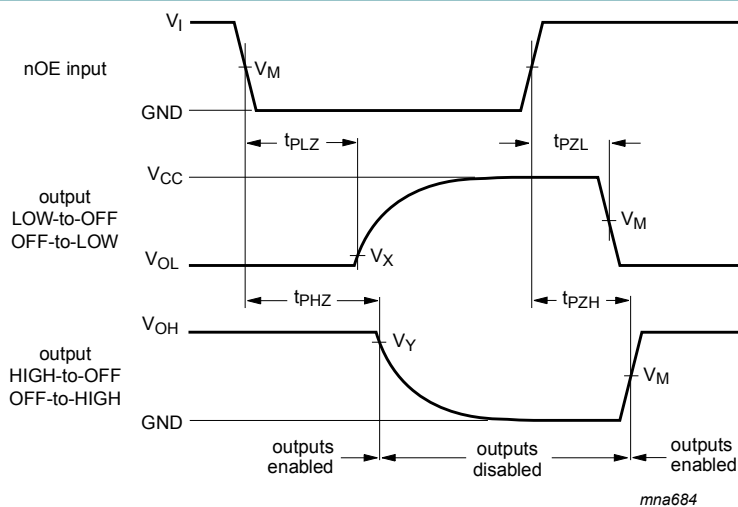 VI
nOE input
VM
GND
tPLZ
tPZL
VCC
output
LOW-to-OFF
OFF-to-LOW
VM
VOL
VX
tPHZ
tPZH
VOH
VY
output
HIGH-to-OFF
OFF-to-HIGH
VM
GND
outputs
enabled
outputs
disabled
outputs
enabled
mna684